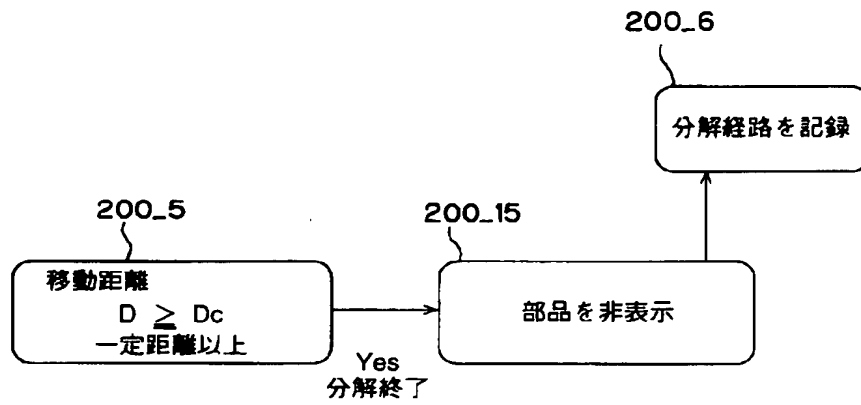 200_6
分解経路を記録
200_5
200_15
移動距離
D ≧ Dc
一定距離以上
部品を非表示
Yes
分解終了